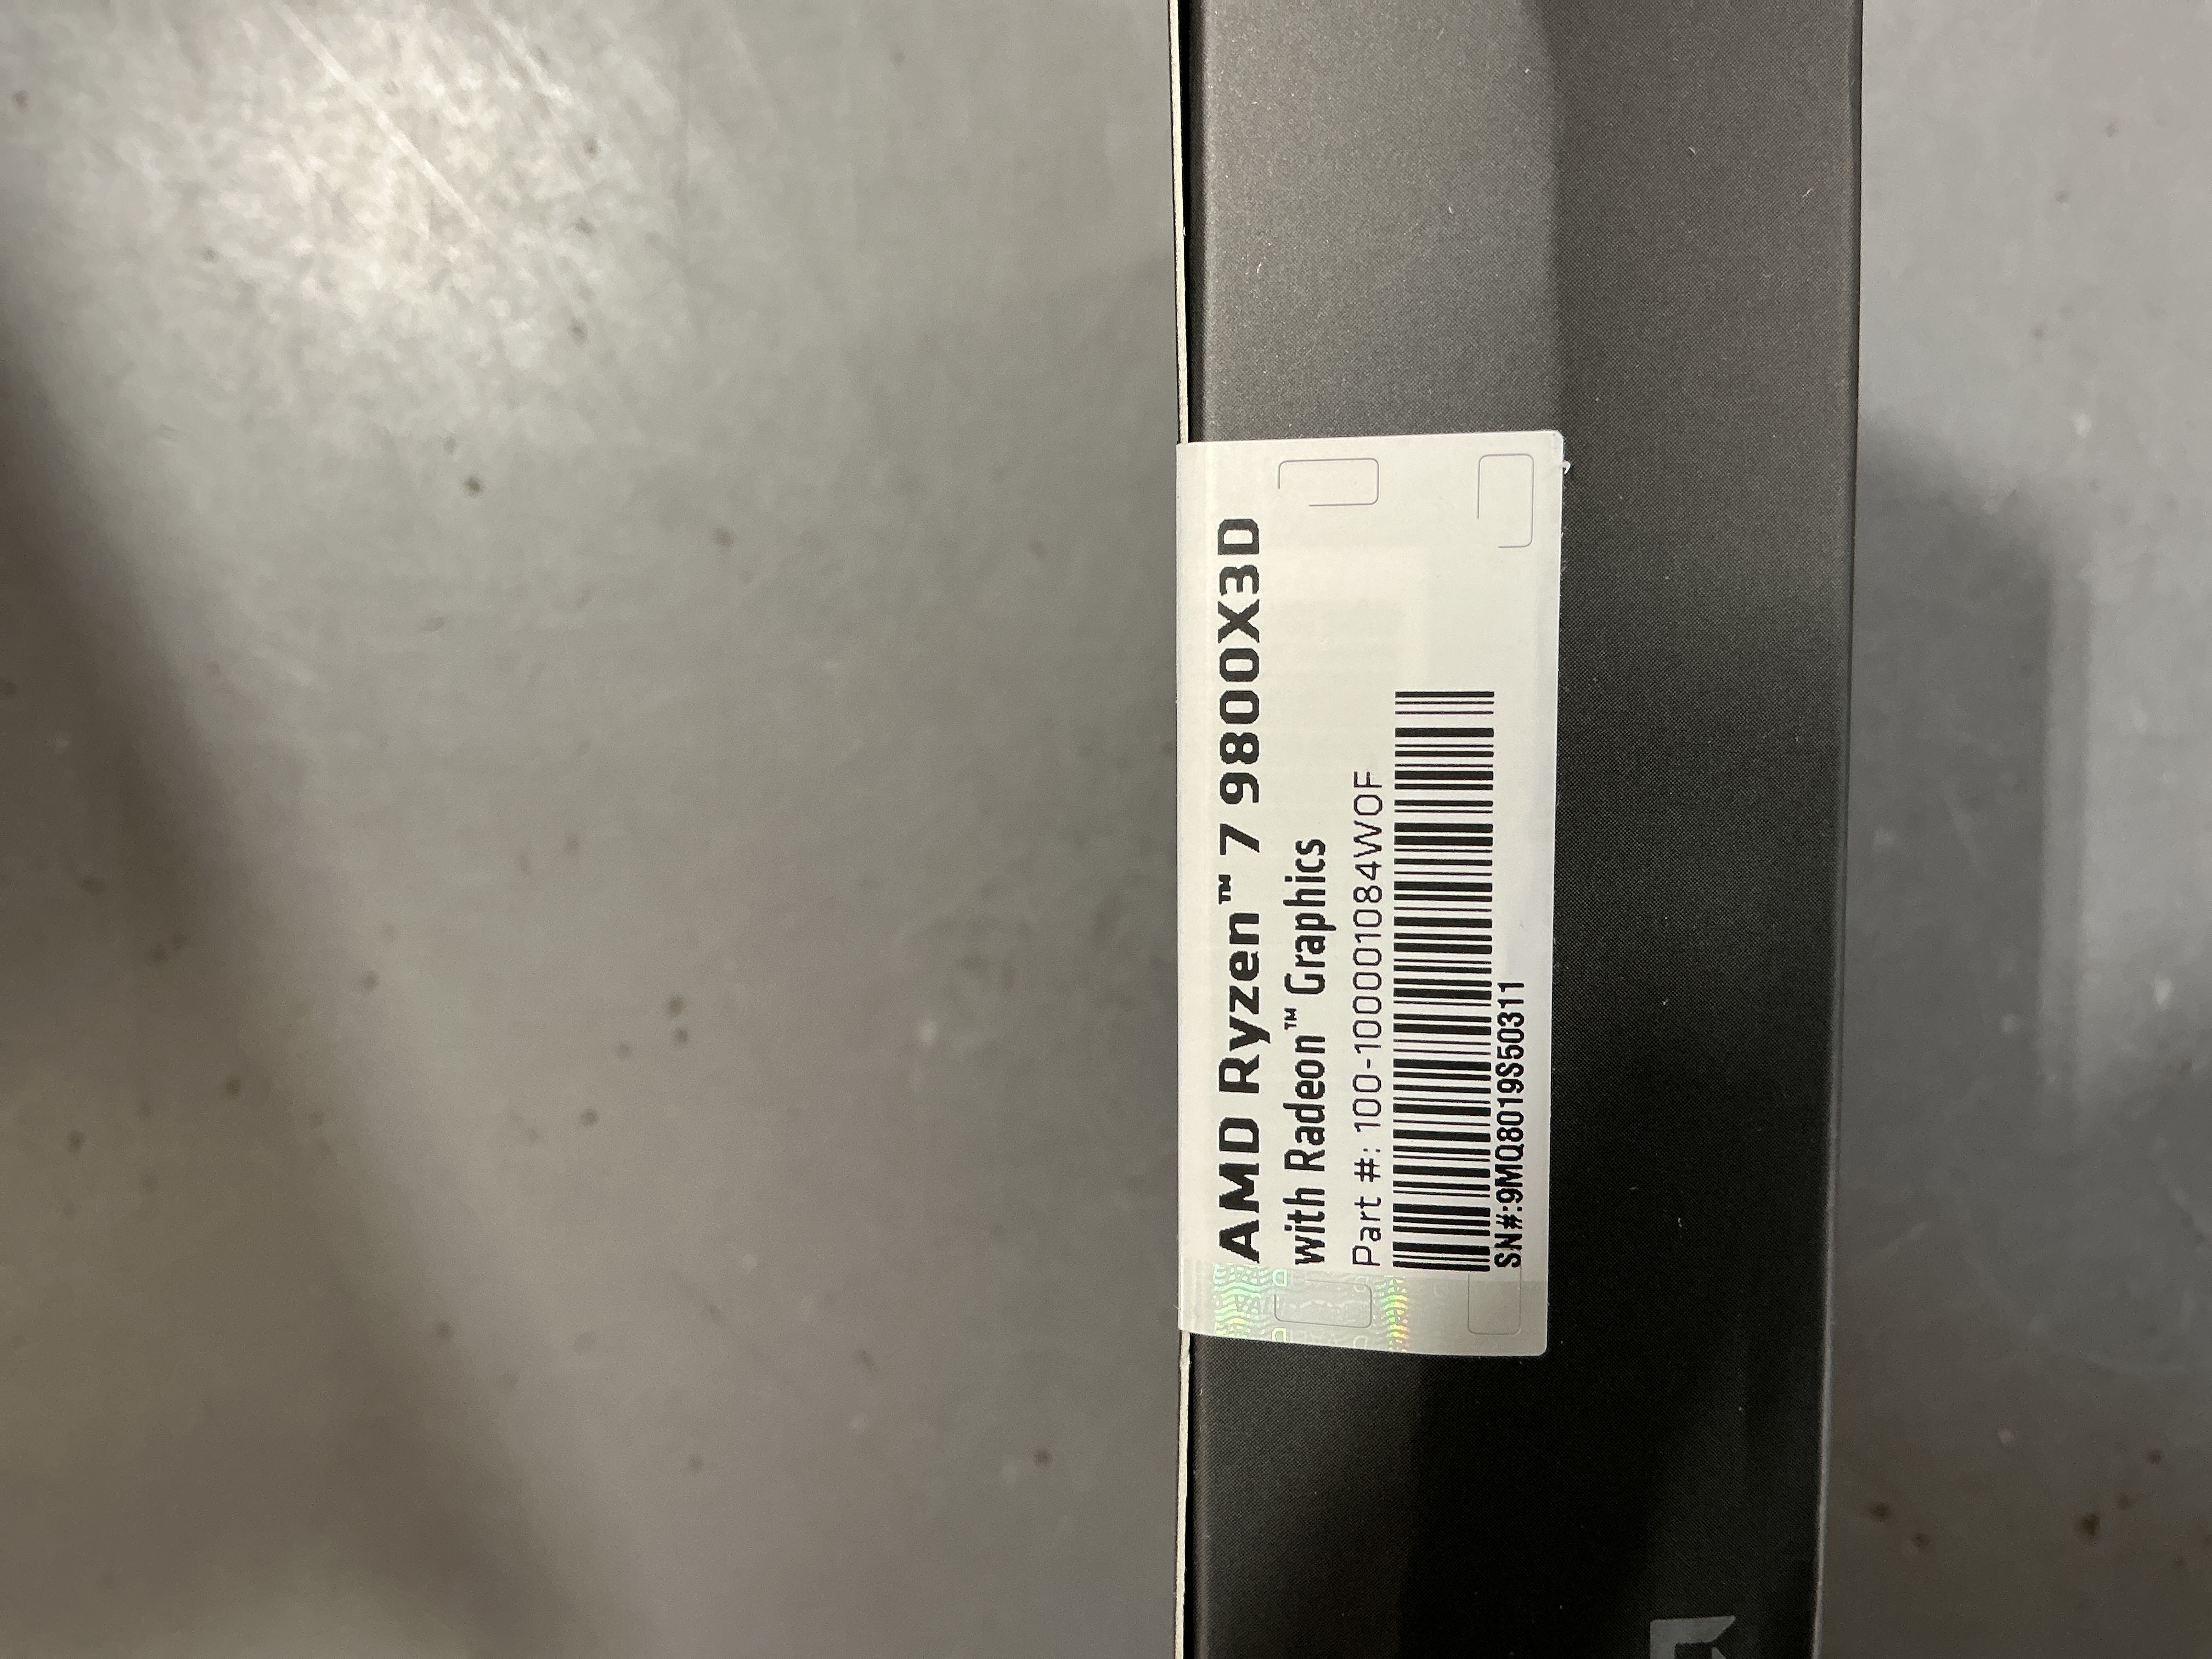 AMD Ryzen™ 7 9800X3D
with Radeon™ Graphics
Part #: 100-100001084WOF
SN#:9MQ8019S50311